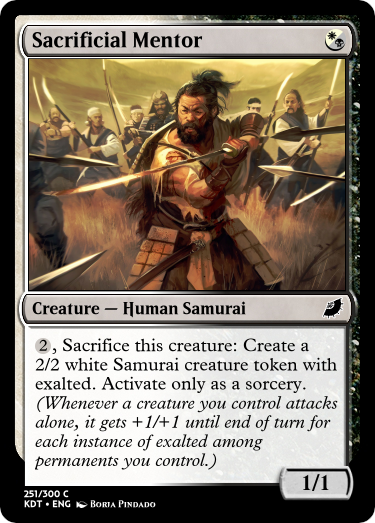 Sacrificial Mentor
Creature — Human Samurai
2, Sacrifice this creature: Create a
2/2 white Samurai creature token with
exalted. Activate only as a sorcery.
(Whenever a creature you control attacks
alone, it gets +1/+1 until end of turn for
each instance of exalted among
permanents you control.)
1/1
251/300 C
KDT • ENG Borja Pindado